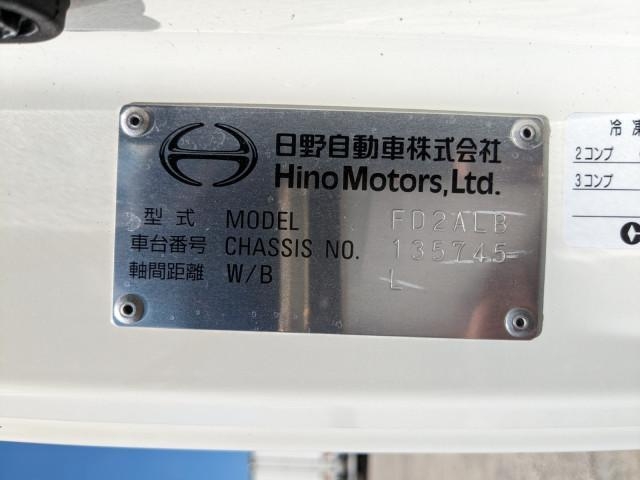 日野自動車株式会社
Hino Motors, Ltd.
型式 MODEL FD2ALB
車台番号 CHASSIS NO. 135745
軸間距離 W/B L
冷凍
2コンプ
3コンプ